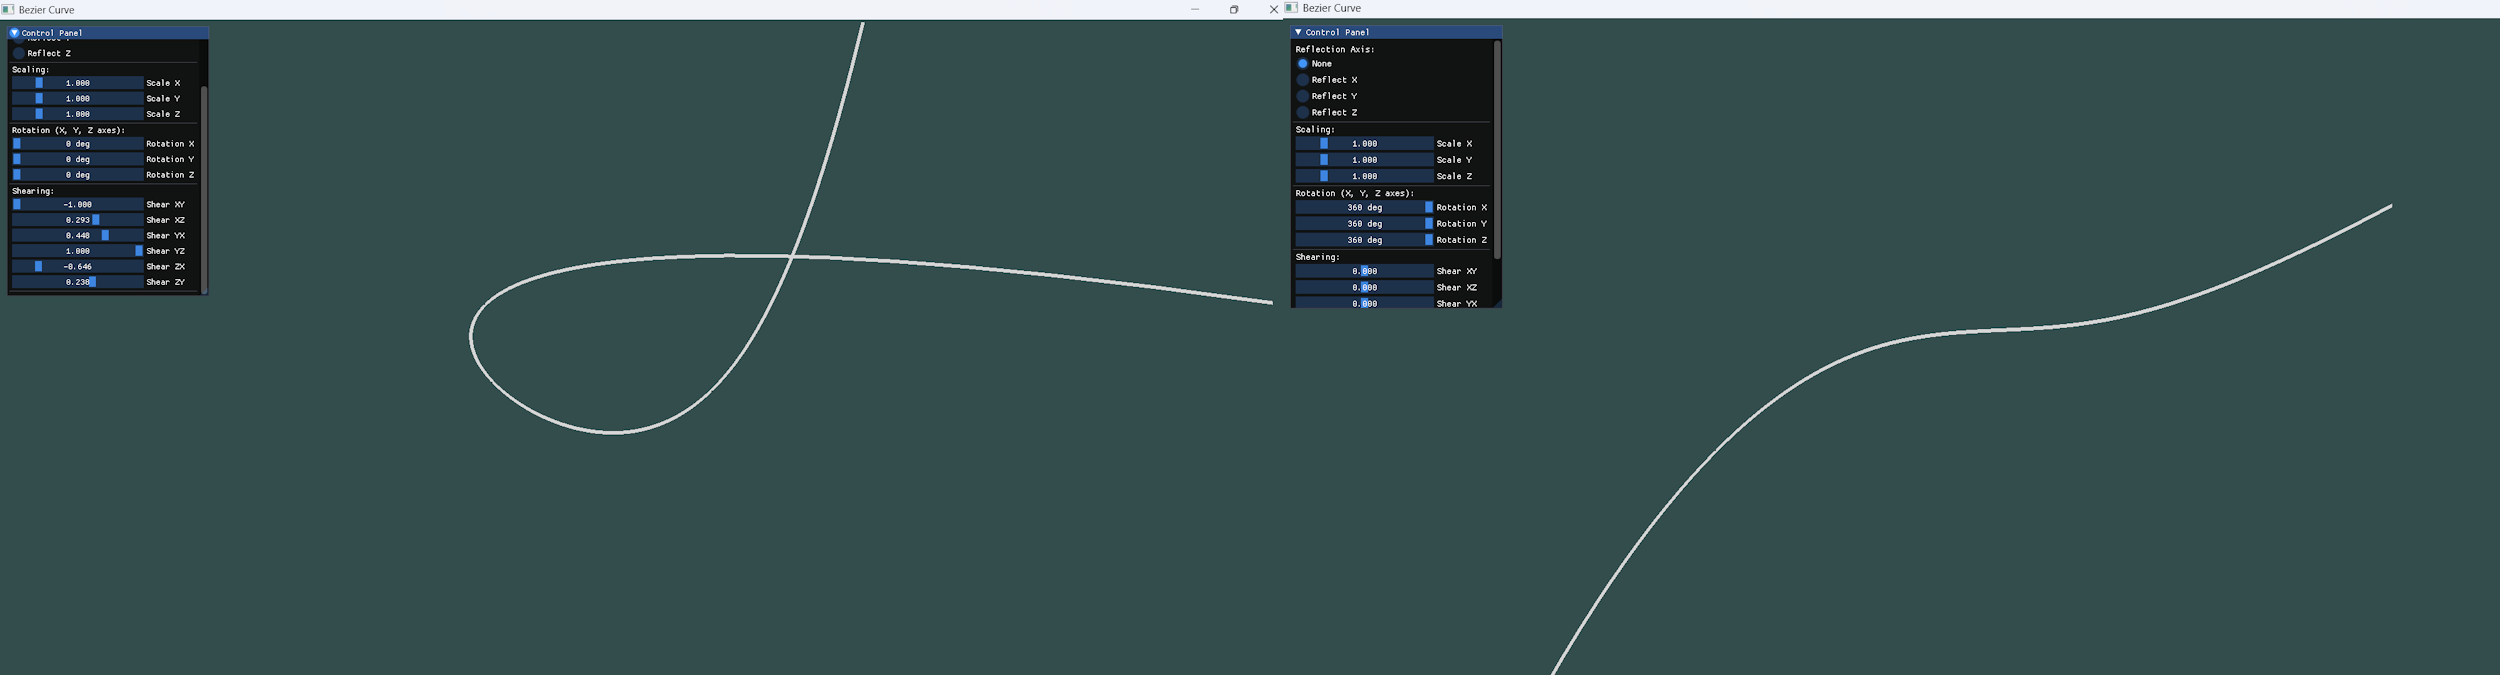 Bezier Curve
Control Panel
Reflect Z
Scaling:
1.000 Scale X
1.000 Scale Y
1.000 Scale Z
Rotation (X, Y, Z axes):
0 deg Rotation X
0 deg Rotation Y
0 deg Rotation Z
Shearing:
-1.000 Shear XY
0.293 Shear XZ
0.448 Shear YX
1.000 Shear YZ
-0.646 Shear ZX
0.238 Shear ZY
Bezier Curve
Control Panel
Reflection Axis:
None
Reflect X
Reflect Y
Reflect Z
Scaling:
1.000 Scale X
1.000 Scale Y
1.000 Scale Z
Rotation (X, Y, Z axes):
360 deg Rotation X
360 deg Rotation Y
360 deg Rotation Z
Shearing:
0.000 Shear XY
0.000 Shear XZ
0.000 Shear YX